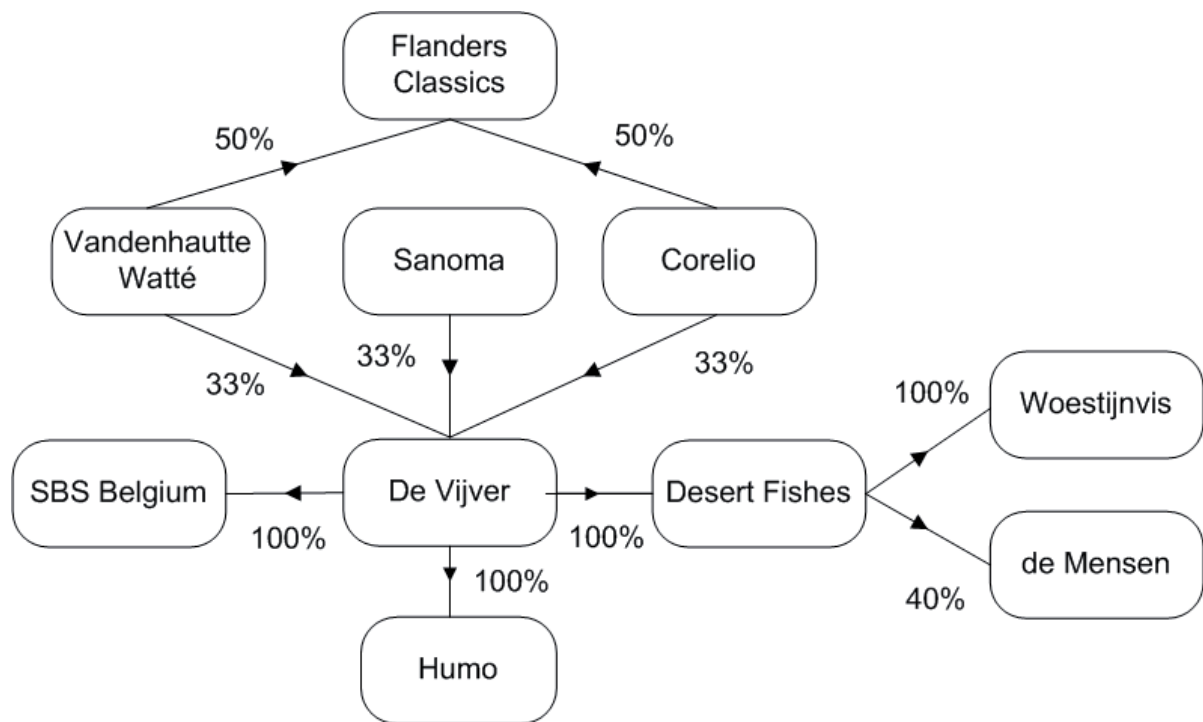 Flanders
Classics
50%
50%
Vandenhautte
Watté
Sanoma
Corelio
33%
33%
33%
SBS Belgium
De Vijver
Desert Fishes
100%
100%
100%
100%
40%
Woestijnvis
de Mensen
Humo